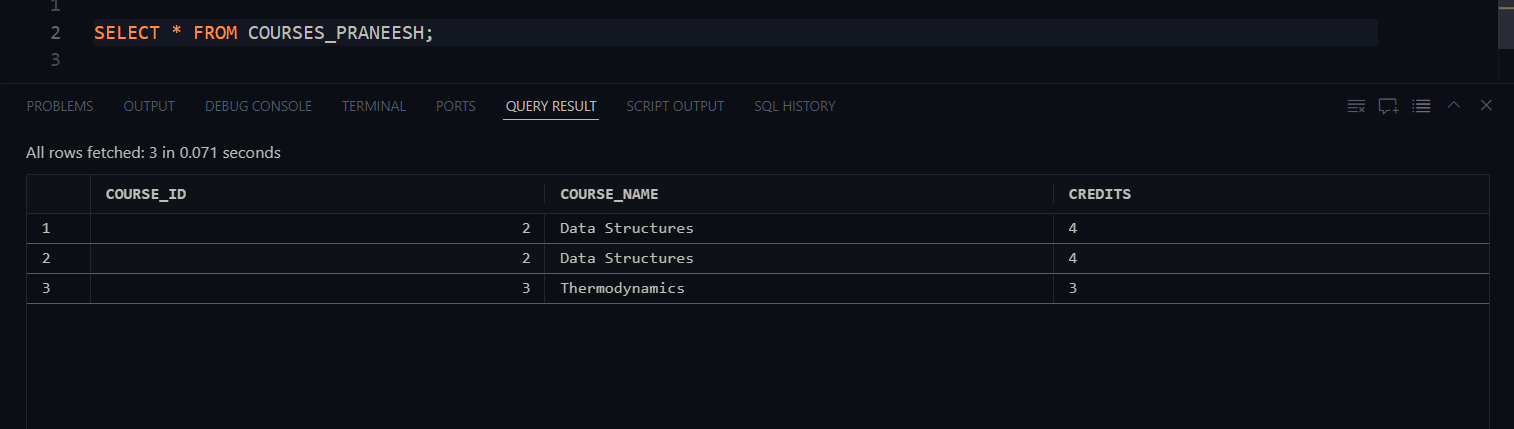 1
2 SELECT * FROM COURSES_PRANEESH;
3
PROBLEMS OUTPUT DEBUG CONSOLE TERMINAL PORTS QUERY RESULT SCRIPT OUTPUT SQL HISTORY
All rows fetched: 3 in 0.071 seconds
COURSE_ID COURSE_NAME CREDITS
1 2 Data Structures 4
2 2 Data Structures 4
3 3 Thermodynamics 3